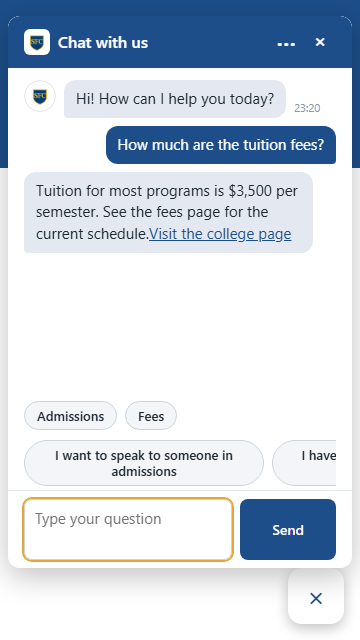 SFC
Chat with us
SFC
Hi! How can I help you today?
23:20
How much are the tuition fees?
Tuition for most programs is $3,500 per
semester. See the fees page for the
current schedule.Visit the college page
Admissions
Fees
I want to speak to someone in
admissions
I have
Type your question
Send